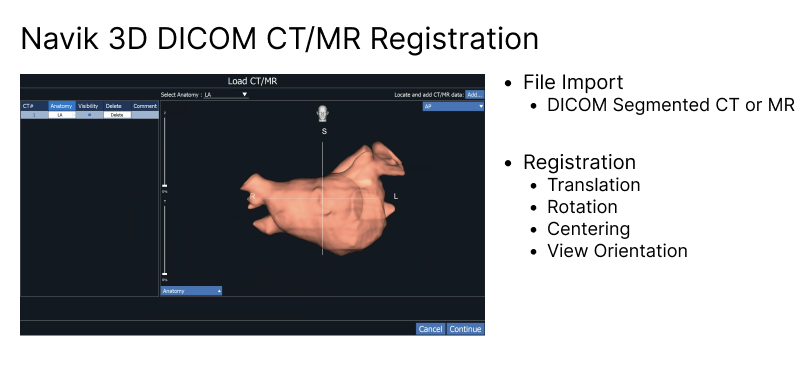 Navik 3D DICOM CT/MR Registration
Load CT/MR
Select Anatomy : LA
Locate and add CT/MR data: Add...
CT# Anatomy Visibility Delete Comment
1 LA Delete
AP
S
L
0%
0%
Anatomy
Cancel Continue
• File Import
• DICOM Segmented CT or MR
• Registration
• Translation
• Rotation
• Centering
• View Orientation